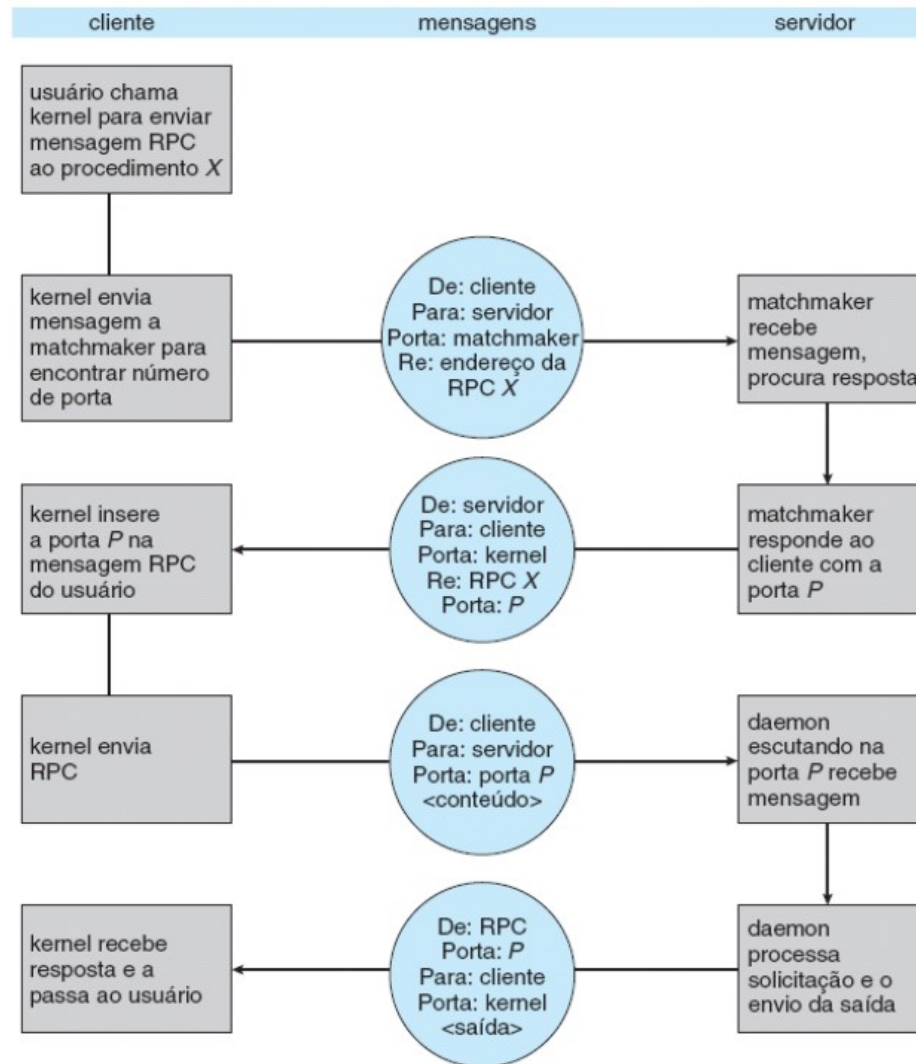 cliente
mensagens
servidor
usuário chama
kernel para enviar
mensagem RPC
ao procedimento X
kernel envia
mensagem a
matchmaker para
encontrar número
de porta
De: cliente
Para: servidor
Porta: matchmaker
Re: endereço da
RPC X
matchmaker
recebe
mensagem,
procura resposta
kernel insere
a porta P na
mensagem RPC
do usuário
De: servidor
Para: cliente
Porta: kernel
Re: RPC X
Porta: P
matchmaker
responde ao
cliente com a
porta P
kernel envia
RPC
De: cliente
Para: servidor
Porta: porta P
<conteúdo>
daemon
escutando na
porta P recebe
mensagem
kernel recebe
resposta e a
passa ao usuário
De: RPC
Porta: P
Para: cliente
Porta: kernel
<saída>
daemon
processa
solicitação e o
envio da saída